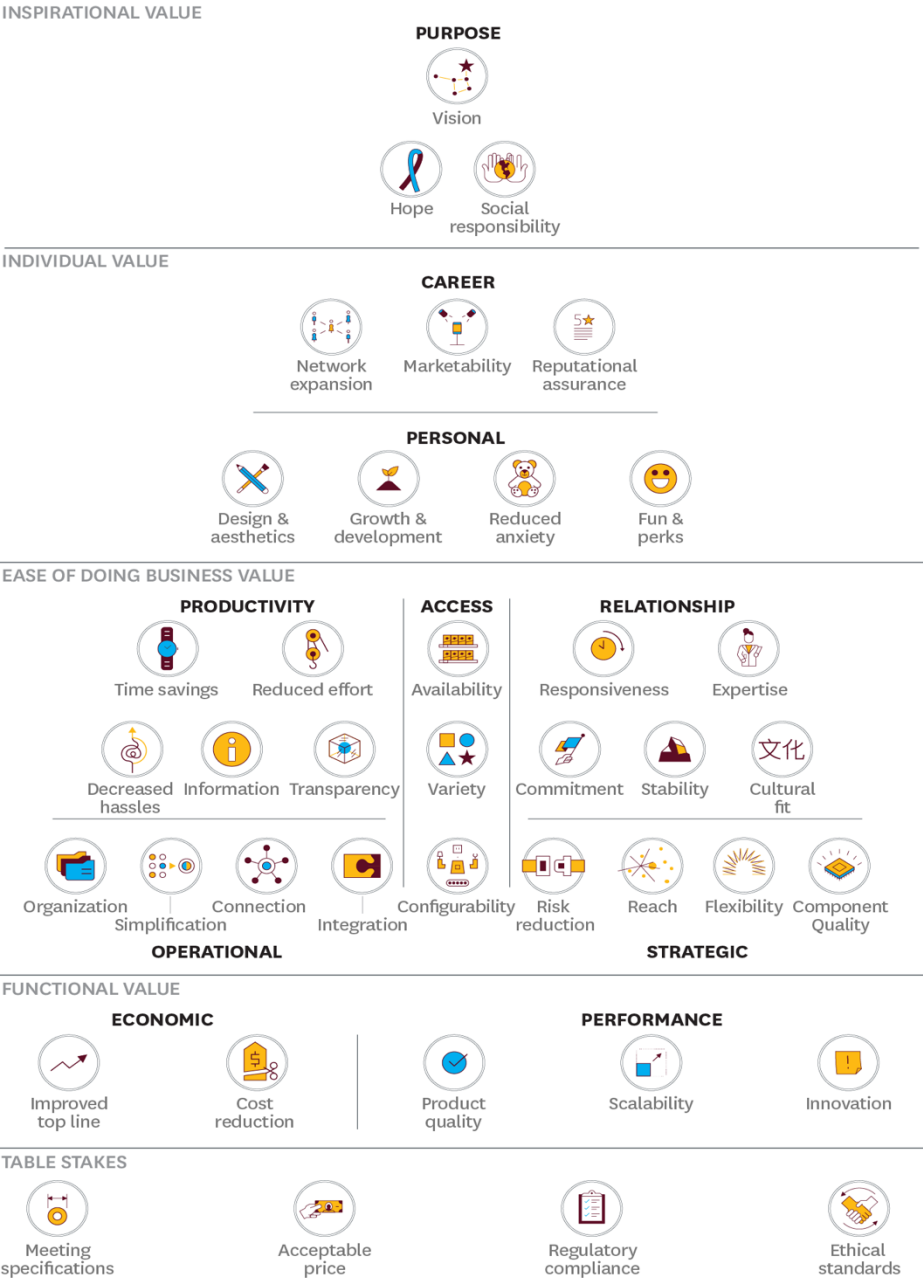 INSPIRATIONAL VALUE
PURPOSE
Vision
Hope
Social
responsibility
INDIVIDUAL VALUE
CAREER
5
Network
expansion
Marketability
Reputational
assurance
PERSONAL
Design &
aesthetics
Growth &
development
Reduced
anxiety
Fun &
perks
EASE OF DOING BUSINESS VALUE
PRODUCTIVITY
ACCESS
RELATIONSHIP
Time savings
Reduced effort
Availability
Responsiveness
Expertise
i
文化
Decreased
hassles
Information
Transparency
Variety
Commitment
Stability
Cultural
fit
Organization
Simplification
Connection
Integration
Configurability
Risk
reduction
Reach
Flexibility
Component
Quality
OPERATIONAL
STRATEGIC
FUNCTIONAL VALUE
ECONOMIC
PERFORMANCE
$
!
Improved
top line
Cost
reduction
Product
quality
Scalability
Innovation
TABLE STAKES
Meeting
specifications
Acceptable
price
Regulatory
compliance
Ethical
standards